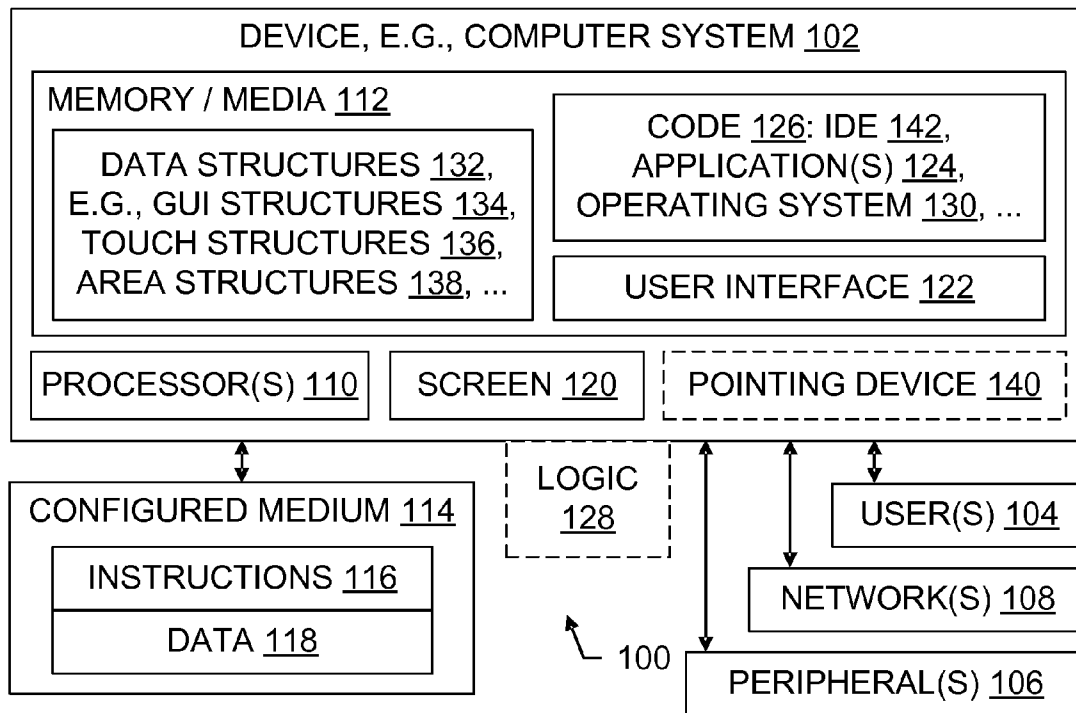 DEVICE, E.G., COMPUTER SYSTEM 102
MEMORY / MEDIA 112
DATA STRUCTURES 132,
E.G., GUI STRUCTURES 134,
TOUCH STRUCTURES 136,
AREA STRUCTURES 138, ...
CODE 126: IDE 142,
APPLICATION(S) 124,
OPERATING SYSTEM 130, ...
USER INTERFACE 122
PROCESSOR(S) 110
SCREEN 120
POINTING DEVICE 140
CONFIGURED MEDIUM 114
INSTRUCTIONS 116
DATA 118
LOGIC
128
100
USER(S) 104
NETWORK(S) 108
PERIPHERAL(S) 106